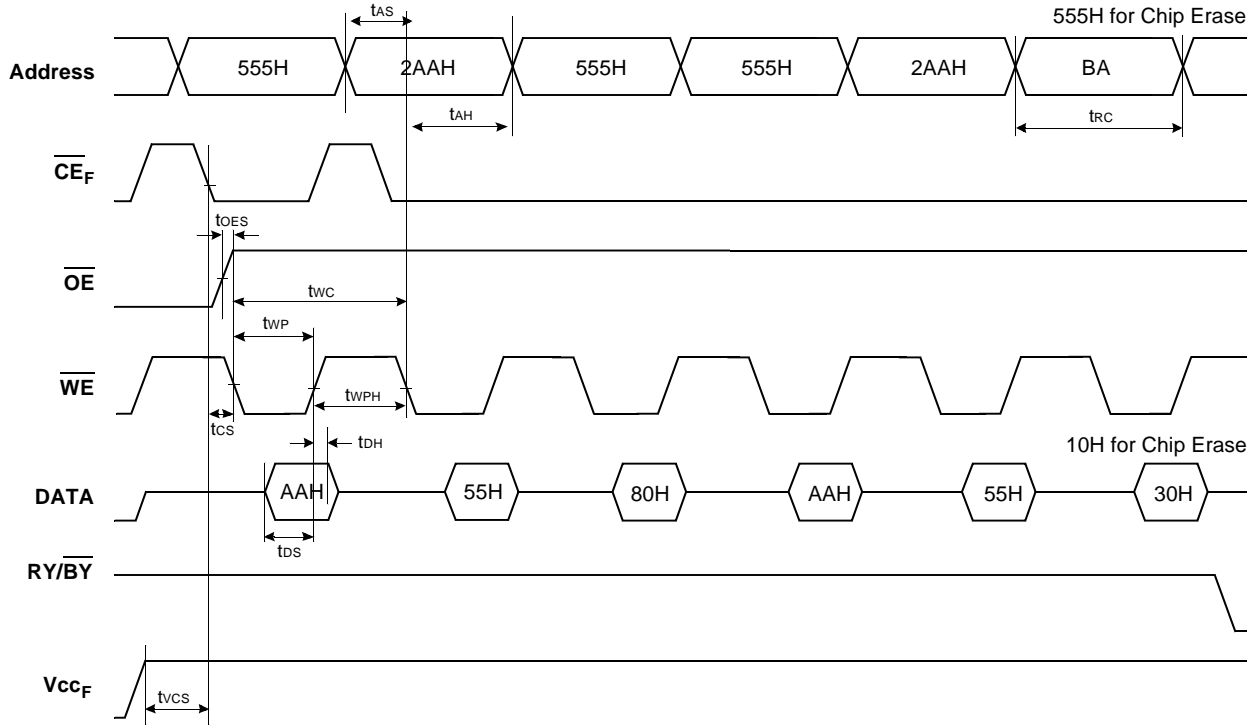 tAS
555H for Chip Erase
Address 555H 2AAH 555H 555H 2AAH BA
tAH tRC
CEF
tOES
OE
tWC
tWP
WE
tWPH
tCS
tDH
10H for Chip Erase
DATA AAH 55H 80H AAH 55H 30H
tDS
RY/BY
VccF
tVCS